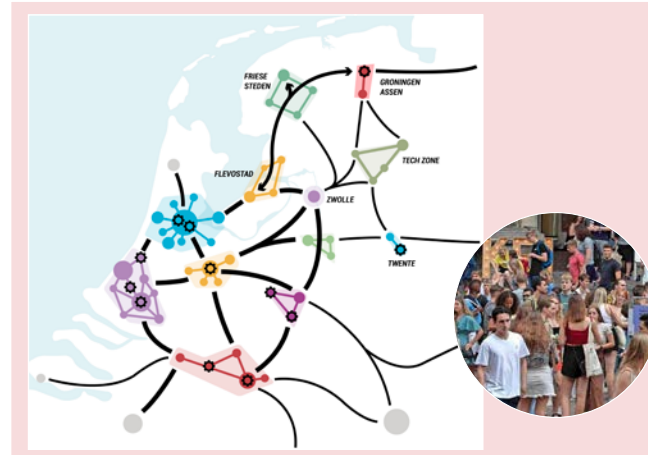 FRIESE
STEDEN
GRONINGEN
ASSEN
TECH ZONE
FLEVOSTAD
ZWOLLE
TWENTE